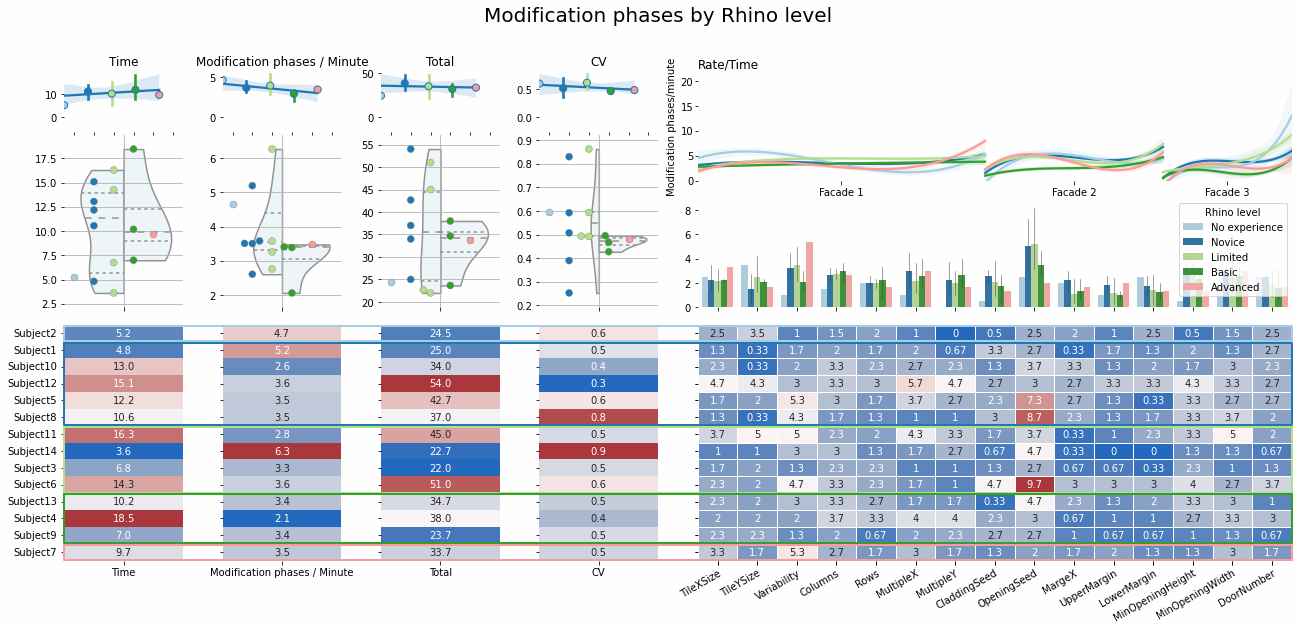 Modification phases by Rhino level
Time Modification phases / Minute Total CV Rate/Time
10
0
5
0
50
0
0.5
0.0
Modification phases/minute
20
15
10
5
0
Facade 1 Facade 2 Facade 3
17.5
15.0
12.5
10.0
7.5
5.0
2.5
6
5
4
3
2
55
50
45
40
35
30
25
20
0.9
0.8
0.7
0.6
0.5
0.4
0.3
0.2
8
6
4
2
0
Rhino level
No experience
Novice
Limited
Basic
Advanced
Subject2 5.2 4.7 24.5 0.6 2.5 3.5 1 1.5 2 1 0 0.5 2.5 2 1 2.5 0.5 1.5 2.5
Subject1 4.8 5.2 25.0 0.5 1.3 0.33 1.7 2 1.7 2 0.67 3.3 2.7 0.33 1.7 1.3 2 1.3 2.7
Subject10 13.0 2.6 34.0 0.4 2.3 0.33 2 3.3 2.3 2.7 2.3 1.3 3.7 3.3 1.3 2 1.7 3 2.3
Subject12 15.1 3.6 54.0 0.3 4.7 4.3 3 3.3 3 5.7 4.7 2.7 3 2.7 3.3 3.3 4.3 3.3 2.7
Subject5 12.2 3.5 42.7 0.6 1.7 2 5.3 3 1.7 3.7 2.7 2.3 7.3 2.7 1.3 0.33 3.3 2.7 2.7
Subject8 10.6 3.5 37.0 0.8 1.3 0.33 4.3 1.7 1.3 1 1 3 8.7 2.3 1.3 1.7 3.3 3.7 2
Subject11 16.3 2.8 45.0 0.5 3.7 5 5 2.3 2 4.3 3.3 1.7 3.7 0.33 1 2.3 3.3 5 2
Subject14 3.6 6.3 22.7 0.9 1 1 3 3 1.3 1.7 2.7 0.67 4.7 0.33 0 0 1.3 1.3 0.67
Subject3 6.8 3.3 22.0 0.5 1.7 2 1.3 2.3 2.3 1 1 1.3 2.7 0.67 0.67 0.33 2.3 1 1.3
Subject6 14.3 3.6 51.0 0.6 2.3 2 4.7 3.3 2.3 1.7 1 4.7 9.7 3 3 3 4 2.7 3.7
Subject13 10.2 3.4 34.7 0.5 2.3 2 3 3.3 2.7 1.7 1.7 0.33 4.7 2.3 1.3 2 3.3 3 1
Subject4 18.5 2.1 38.0 0.4 2 2 2 3.7 3.3 4 4 2.3 3 0.67 1 1 2.7 3.3 3
Subject9 7.0 3.4 23.7 0.5 2.3 1.3 2.3 2 0.67 2 2.3 2.7 2.7 1 0.67 0.67 1 1.3 0.67
Subject7 9.7 3.5 33.7 0.5 3.3 1.7 5.3 2.7 1.7 3 1.7 1.3 2 1.7 2 1.3 1.3 3 1.7
Time Modification phases / Minute Total CV TileXSize TileYSize Variability Columns Rows MultipleX MultipleY CladdingSeed OpeningSeed MargeX UpperMargin LowerMargin MinOpeningHeight MinOpeningWidth DoorNumber